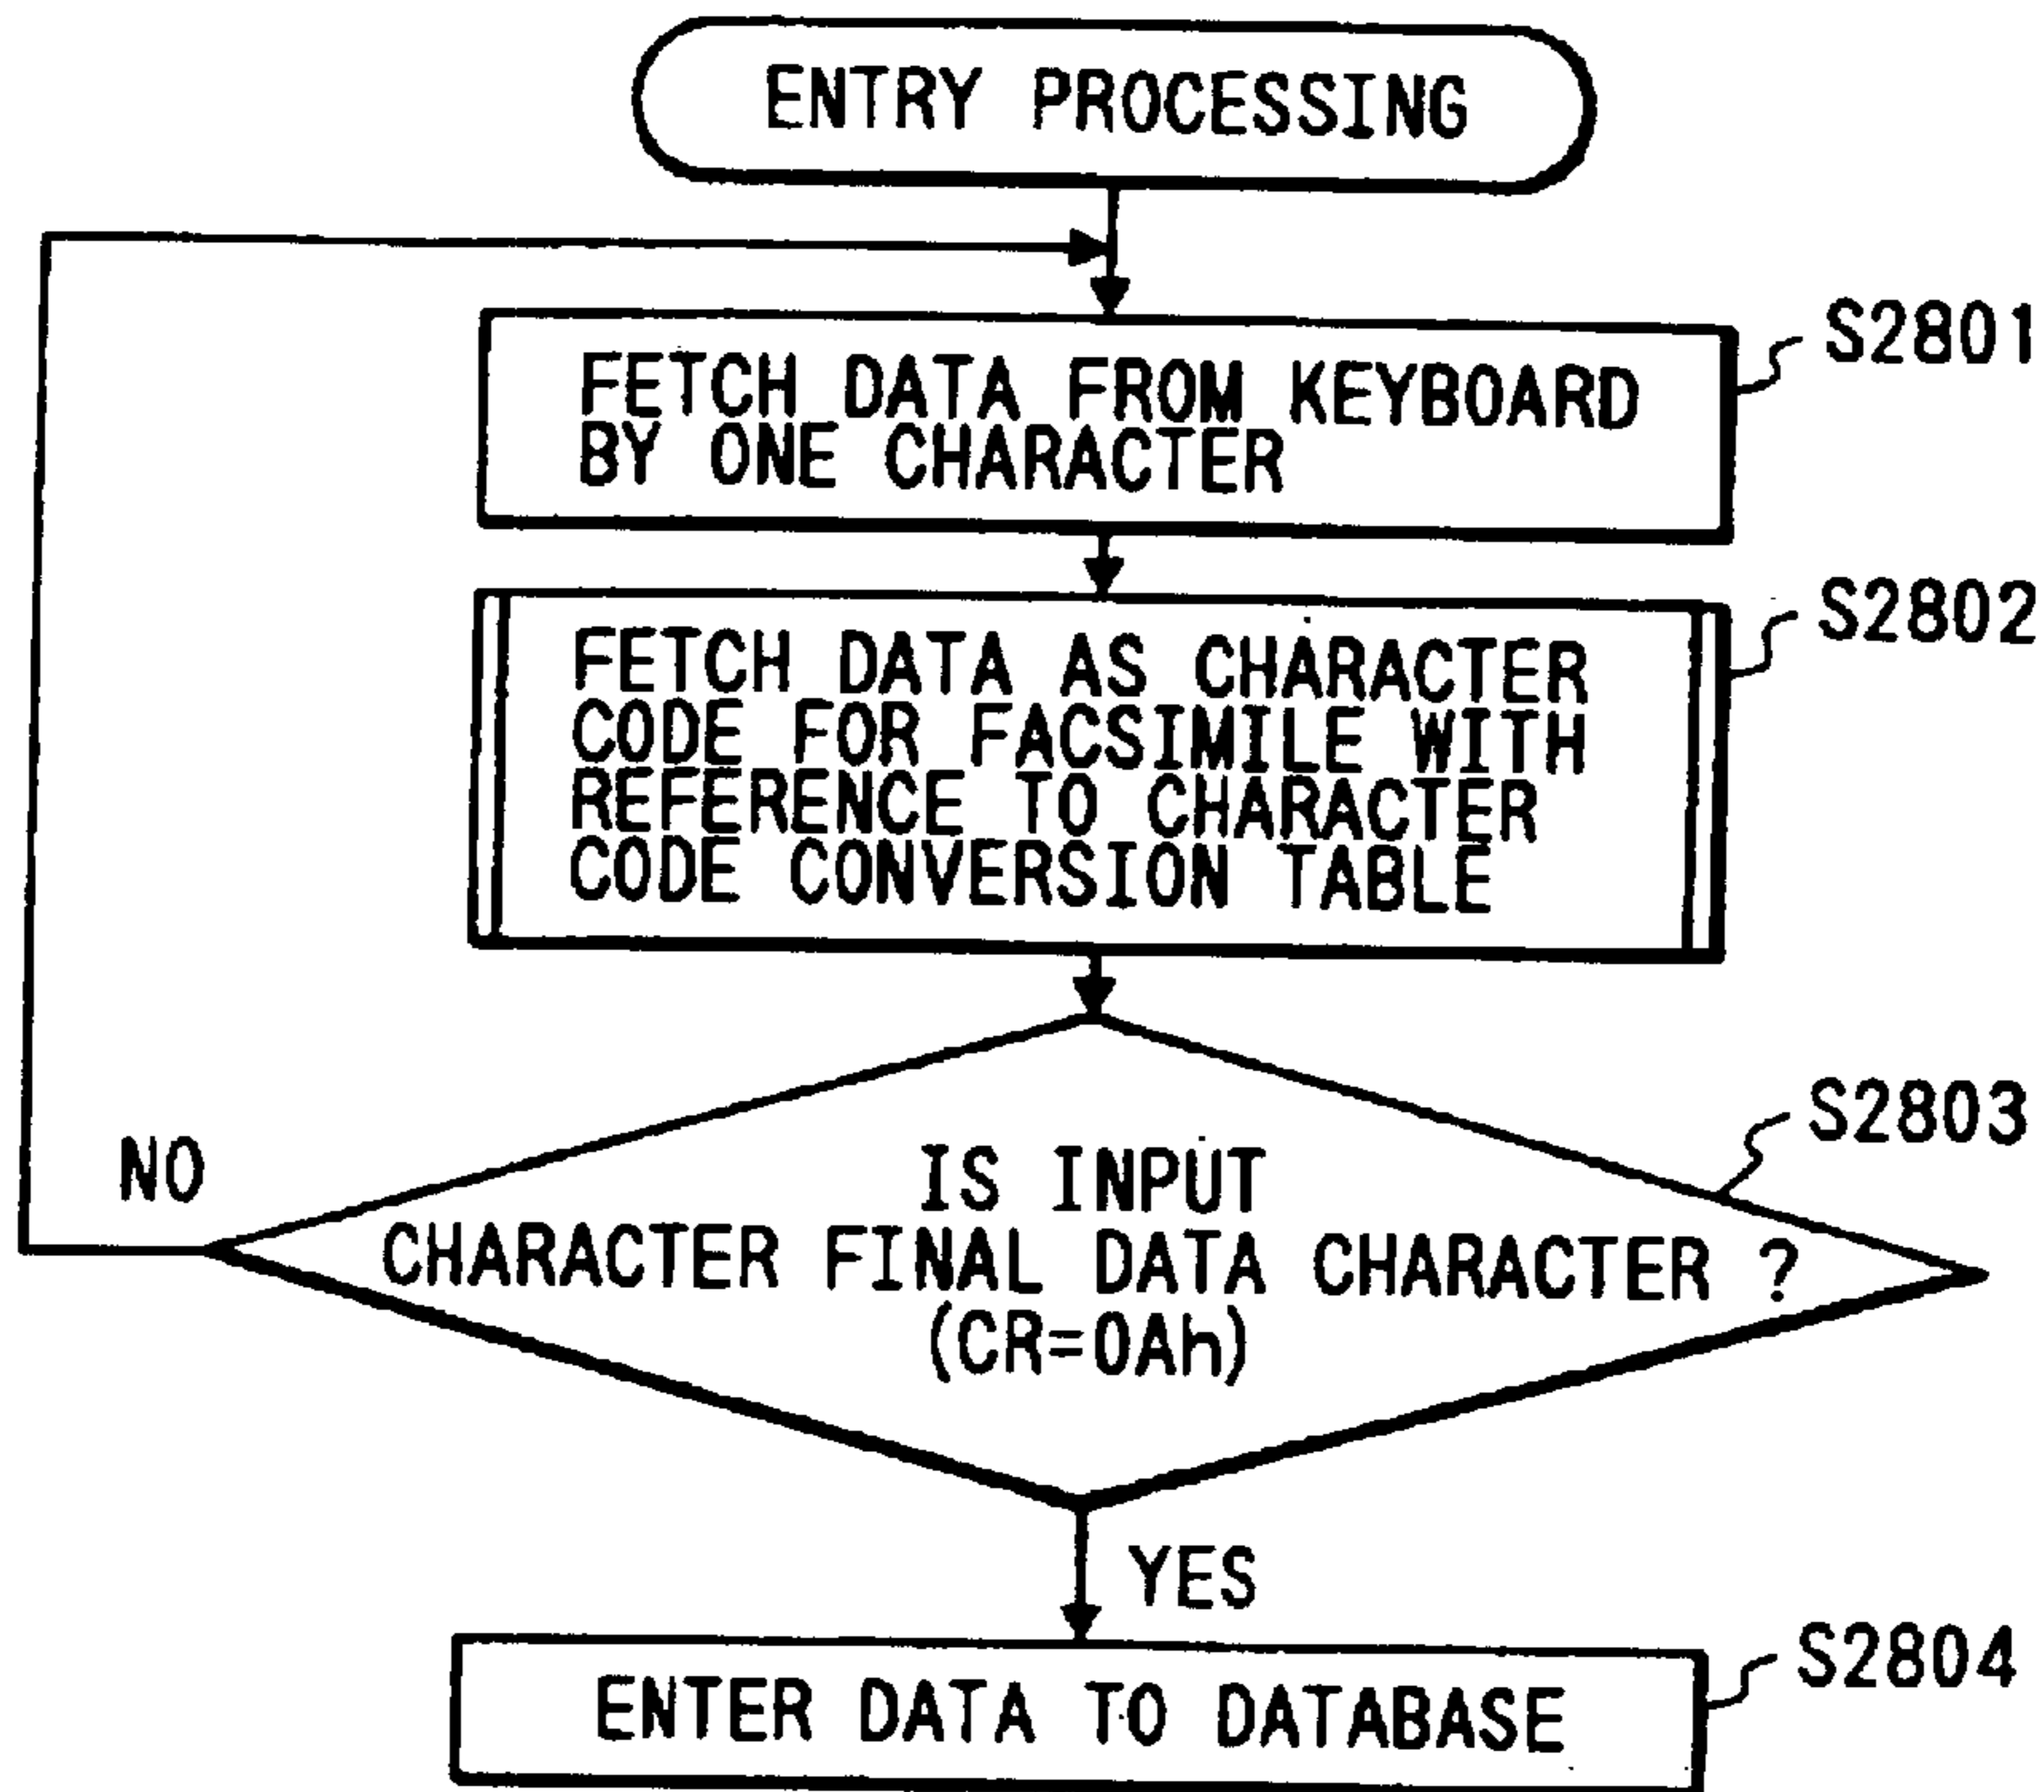 ENTRY PROCESSING
S2801
FETCH DATA FROM KEYBOARD
BY ONE CHARACTER
S2802
FETCH DATA AS CHARACTER
CODE FOR FACSIMILE WITH
REFERENCE TO CHARACTER
CODE CONVERSION TABLE
S2803
NO
IS INPUT
CHARACTER FINAL DATA CHARACTER ?
(CR=0Ah)
YES
S2804
ENTER DATA TO DATABASE